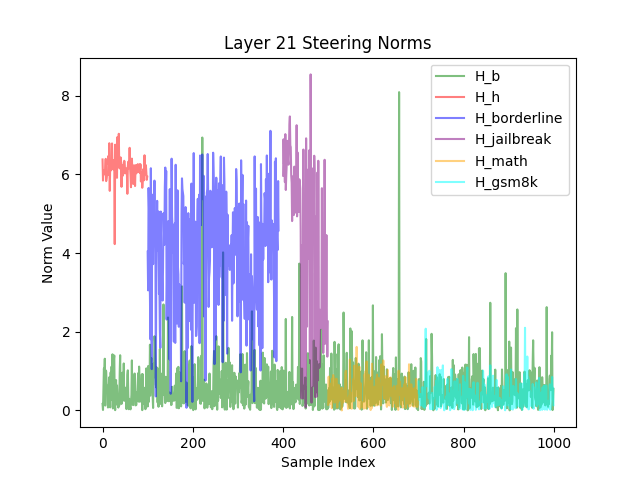 Layer 21 Steering Norms
H_b
H_h
H_borderline
H_jailbreak
H_math
H_gsm8k
Norm Value
8
6
4
2
0
0 200 400 600 800 1000
Sample Index